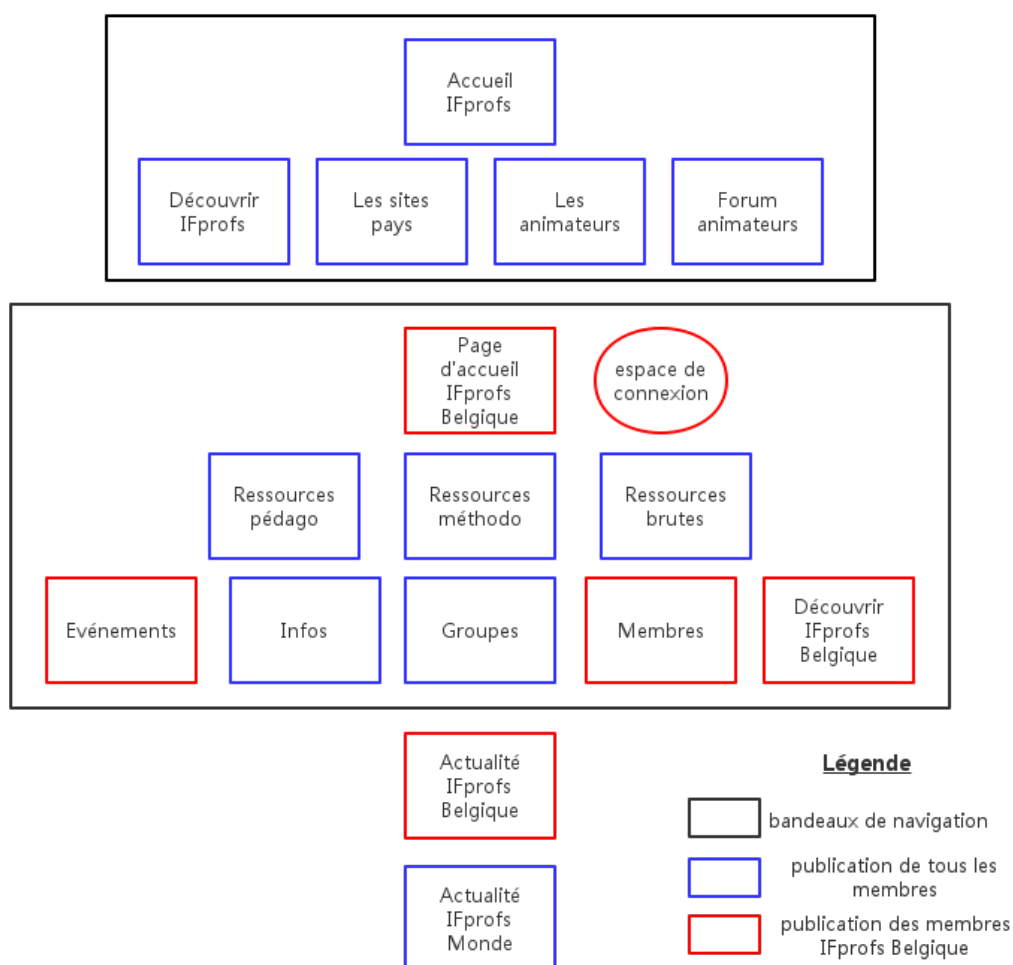 Accueil
IFprofs
Découvrir
IFprofs
Les sites
pays
Les
animateurs
Forum
animateurs
Page
d'accueil
IFprofs
Belgique
espace de
connexion
Ressources
pédago
Ressources
méthodo
Ressources
brutes
Evénements
Infos
Groupes
Membres
Découvrir
IFprofs
Belgique
Actualité
IFprofs
Belgique
Actualité
IFprofs
Monde
Légende
bandeaux de navigation
publication de tous les
membres
publication des membres
IFprofs Belgique